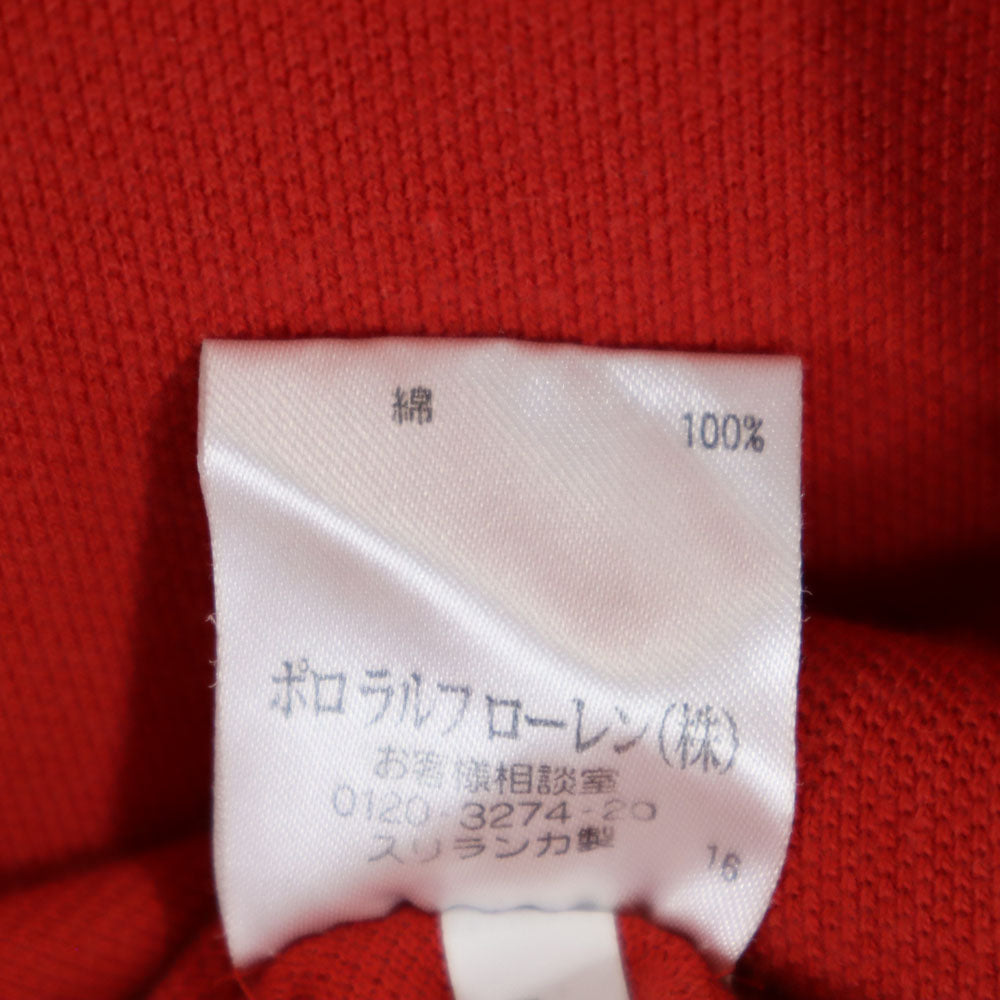 綿 100%
ポロ ラルフ ローレン(株)
お客様相談室
0120-3274-20
スリランカ製
16